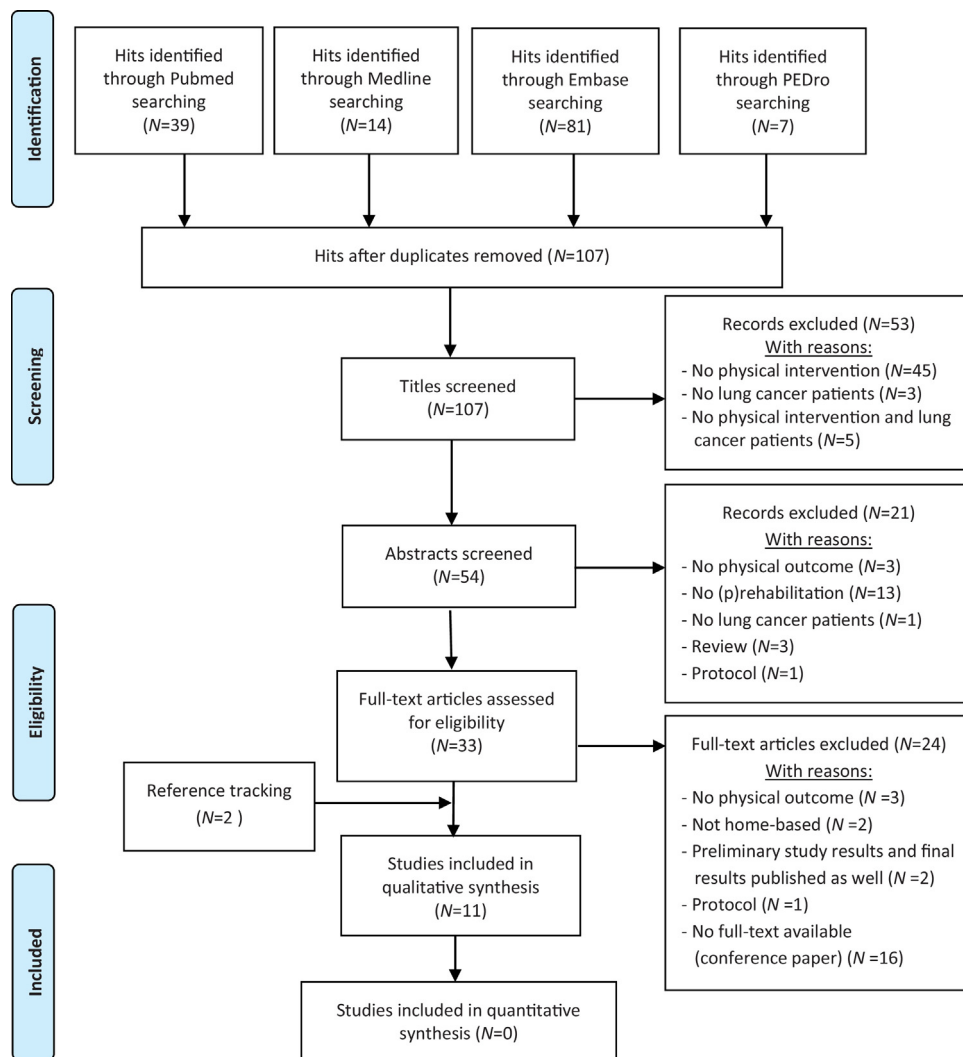 Identification
Hits identified
through Pubmed
searching
(N=39)
Hits identified
through Medline
searching
(N=14)
Hits identified
through Embase
searching
(N=81)
Hits identified
through PEDro
searching
(N=7)
Hits after duplicates removed (N=107)
Screening
Titles screened
(N=107)
Records excluded (N=53)
With reasons:
- No physical intervention (N=45)
- No lung cancer patients (N=3)
- No physical intervention and lung
cancer patients (N=5)
Abstracts screened
(N=54)
Records excluded (N=21)
With reasons:
- No physical outcome (N=3)
- No (p)rehabilitation (N=13)
- No lung cancer patients (N=1)
- Review (N=3)
- Protocol (N=1)
Eligibility
Full-text articles assessed
for eligibility
(N=33)
Full-text articles excluded (N=24)
With reasons:
- No physical outcome (N =3)
- Not home-based (N =2)
- Preliminary study results and final
results published as well (N =2)
- Protocol (N =1)
- No full-text available
(conference paper) (N =16)
Reference tracking
(N=2 )
Included
Studies included in
qualitative synthesis
(N=11)
Studies included in quantitative
synthesis (N=0)